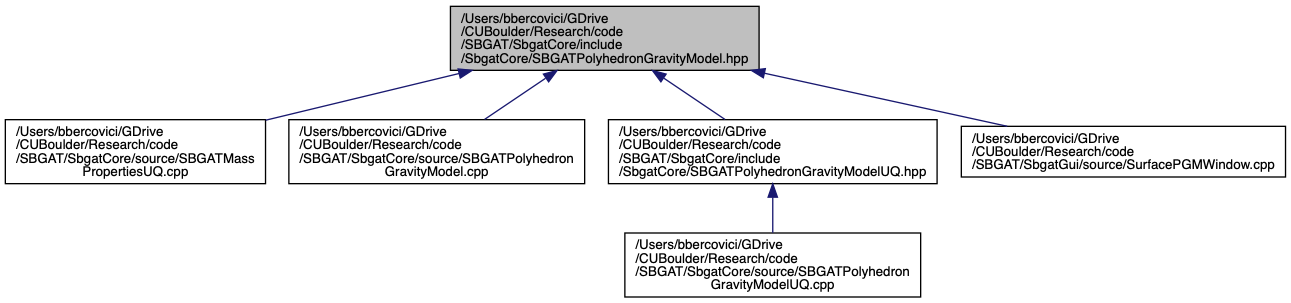 /Users/bbercovici/GDrive
/CUBoulder/Research/code
/SBGAT/SbgatCore/include
/SbgatCore/SBGATPolyhedronGravityModel.hpp
/Users/bbercovici/GDrive
/CUBoulder/Research/code
/SBGAT/SbgatCore/source/SBGATMass
PropertiesUQ.cpp
/Users/bbercovici/GDrive
/CUBoulder/Research/code
/SBGAT/SbgatCore/source/SBGATPolyhedron
GravityModel.cpp
/Users/bbercovici/GDrive
/CUBoulder/Research/code
/SBGAT/SbgatCore/include
/SbgatCore/SBGATPolyhedronGravityModelUQ.hpp
/Users/bbercovici/GDrive
/CUBoulder/Research/code
/SBGAT/SbgatGui/source/SurfacePGMWindow.cpp
/Users/bbercovici/GDrive
/CUBoulder/Research/code
/SBGAT/SbgatCore/source/SBGATPolyhedron
GravityModelUQ.cpp